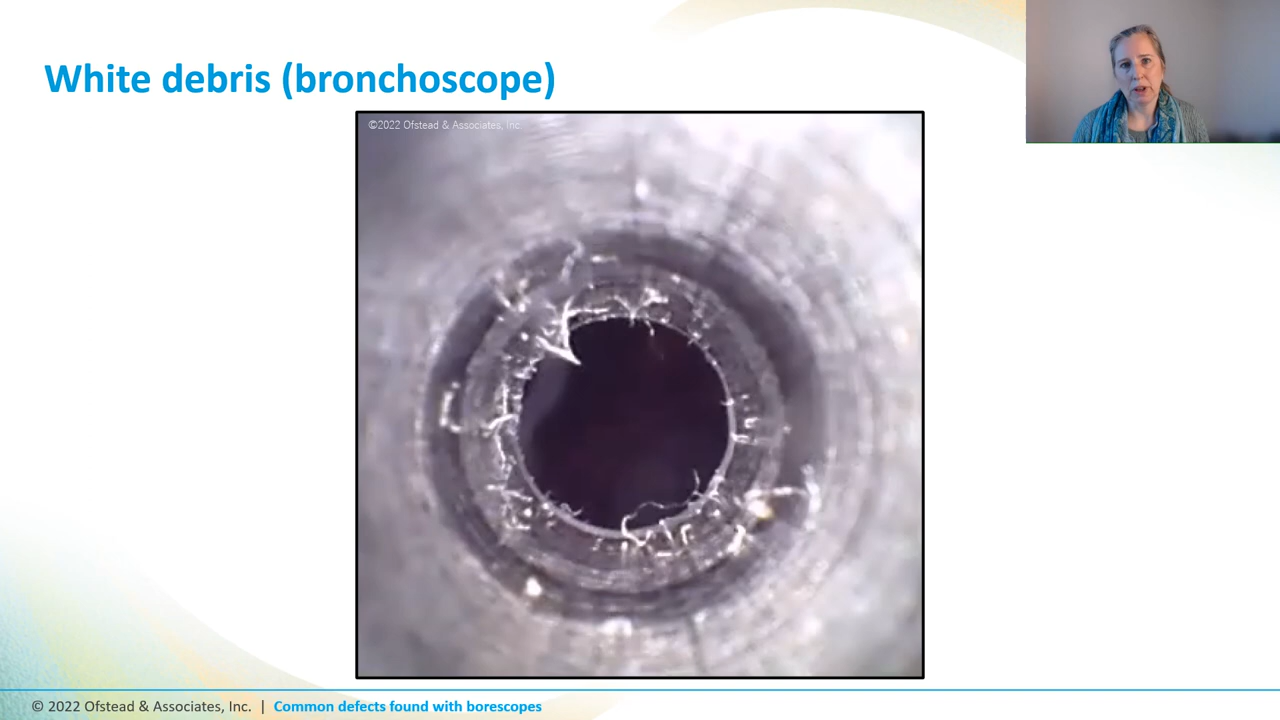 White debris (bronchoscope)
©2022 Ofstead & Associates, Inc.
© 2022 Ofstead & Associates, Inc. | Common defects found with borescopes